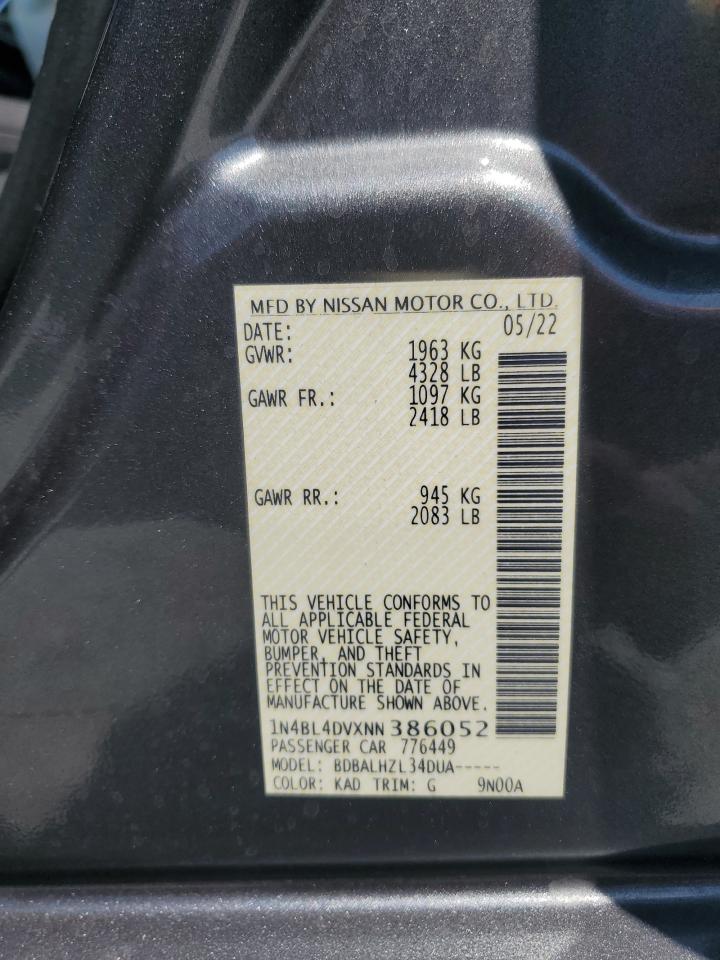 MFD BY NISSAN MOTOR CO., LTD.
DATE: 05/22
GVWR: 1963 KG
4328 LB
GAWR FR.: 1097 KG
2418 LB
GAWR RR.: 945 KG
2083 LB
THIS VEHICLE CONFORMS TO
ALL APPLICABLE FEDERAL
MOTOR VEHICLE SAFETY,
BUMPER, AND THEFT
PREVENTION STANDARDS IN
EFFECT ON THE DATE OF
MANUFACTURE SHOWN ABOVE.
1N4BL4DVXNN386052
PASSENGER CAR 776449
MODEL: BDBALHZL34DUA-----
COLOR: KAD TRIM: G 9N00A